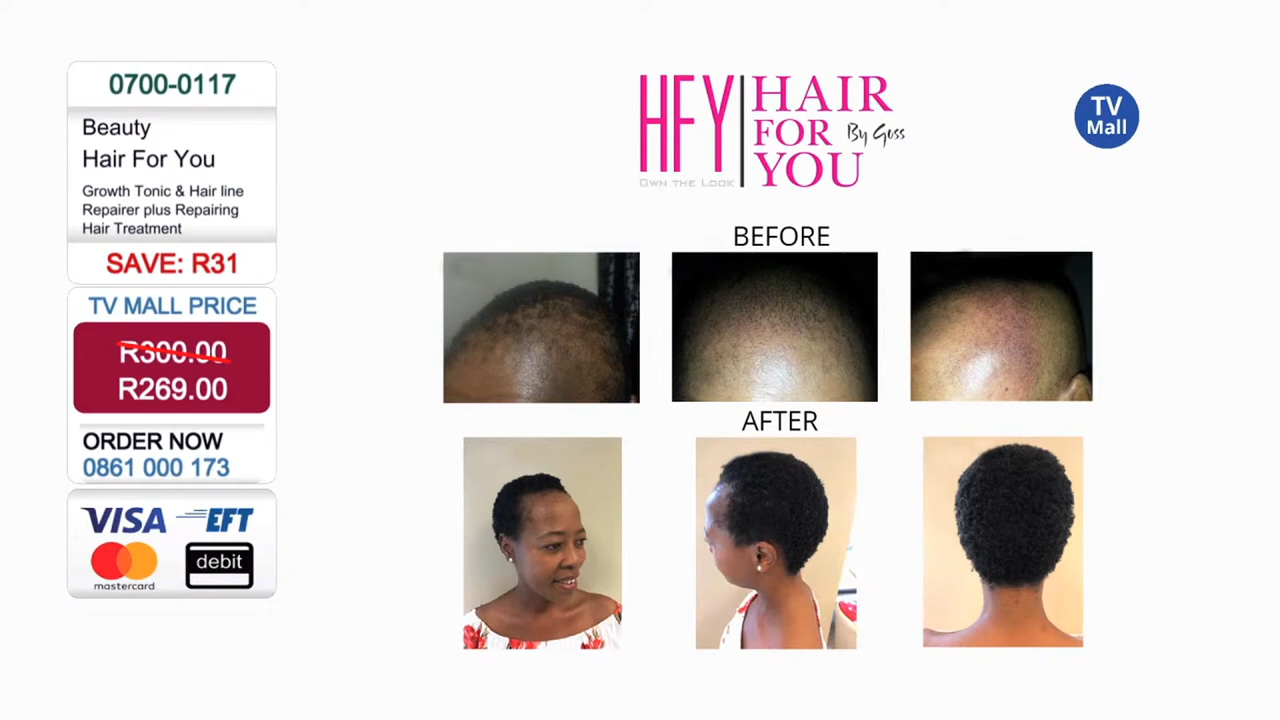 0700-0117
Beauty
Hair For You
Growth Tonic & Hair line
Repairer plus Repairing
Hair Treatment
SAVE: R31
TV MALL PRICE
R300.00
R269.00
ORDER NOW
0861 000 173
VISA EFT
mastercard debit
HFY
OWN THE LOOK
HAIR
FOR By Goss
YOU
TV
Mall
BEFORE
AFTER